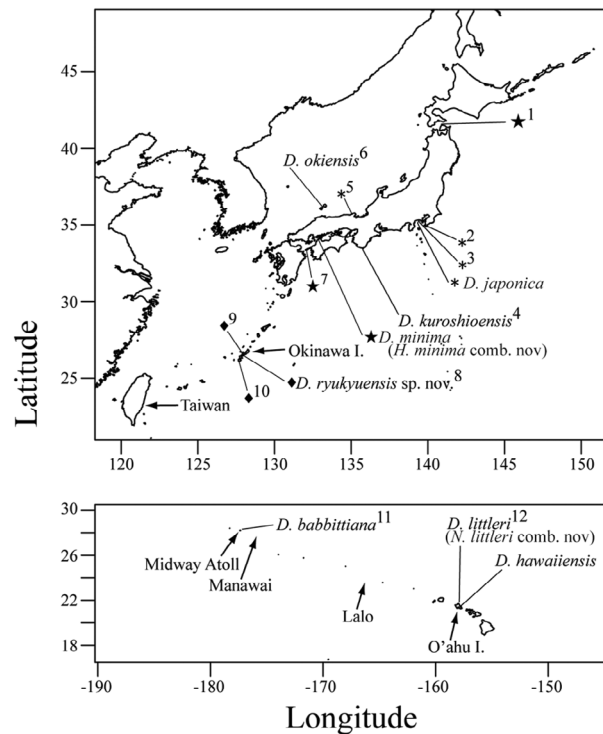 45
40
35
30
25
Latitude
1
D. okiensis6
*5
*2
*3
* D. japonica
7
D. kuroshioensis4
9
D. minima
(H. minima comb. nov)
Okinawa I.
10
D. ryukyuensis sp. nov.8
Taiwan
120 125 130 135 140 145 150
30
28
26
22
18
D. babbittiana11
D. littleri12
(N. littleri comb. nov)
D. hawaiiensis
Midway Atoll
Manawai
Lalo
O'ahu I.
-190 -180 -170 -160 -150
Longitude